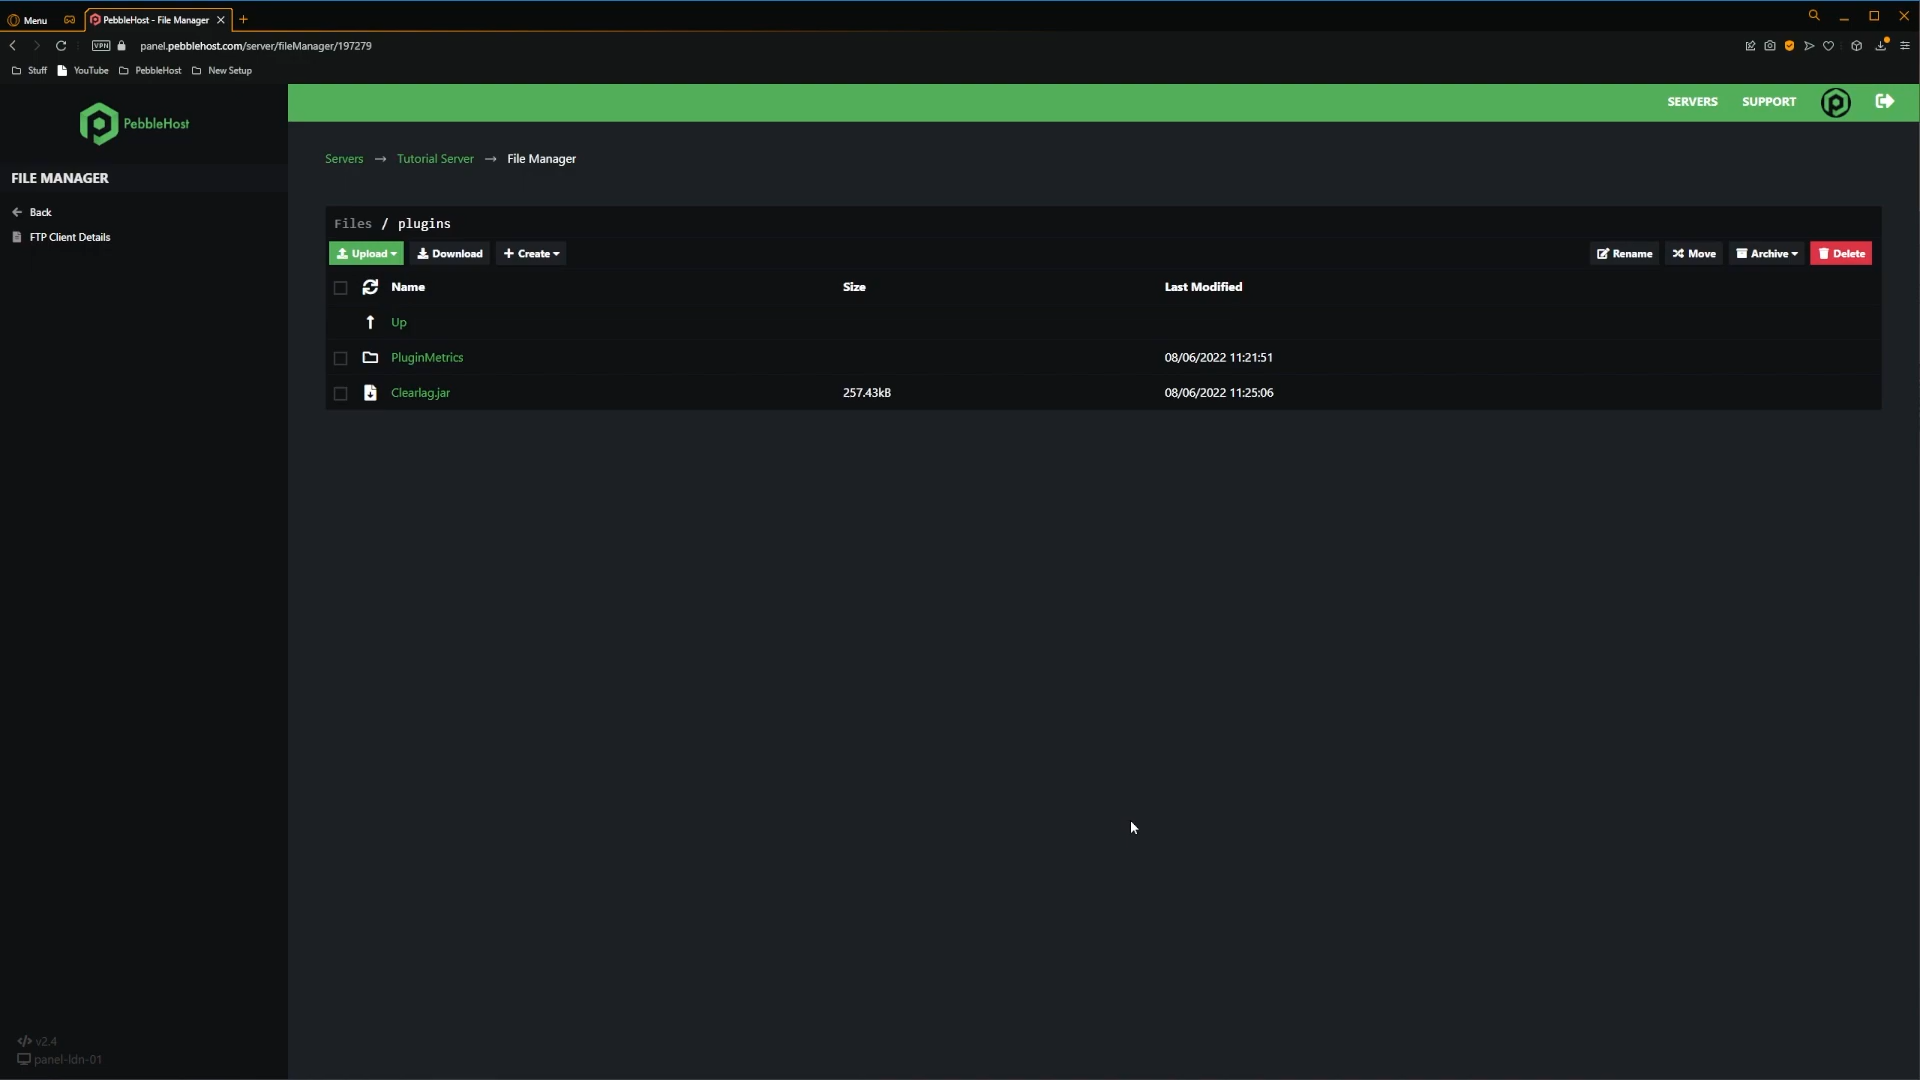 Menu
PebbleHost - File Manager
VPN
panel.pebblehost.com/server/fileManager/197279
Stuff
YouTube
PebbleHost
New Setup
PebbleHost
SERVERS
SUPPORT
FILE MANAGER
Back
FTP Client Details
Servers → Tutorial Server → File Manager
Files / plugins
Upload
Download
+ Create
Rename
Move
Archive
Delete
Name Size Last Modified
Up
PluginMetrics 08/06/2022 11:21:51
Clearlag.jar 257.43kB 08/06/2022 11:25:06
</> v2.4
panel-ldn-01